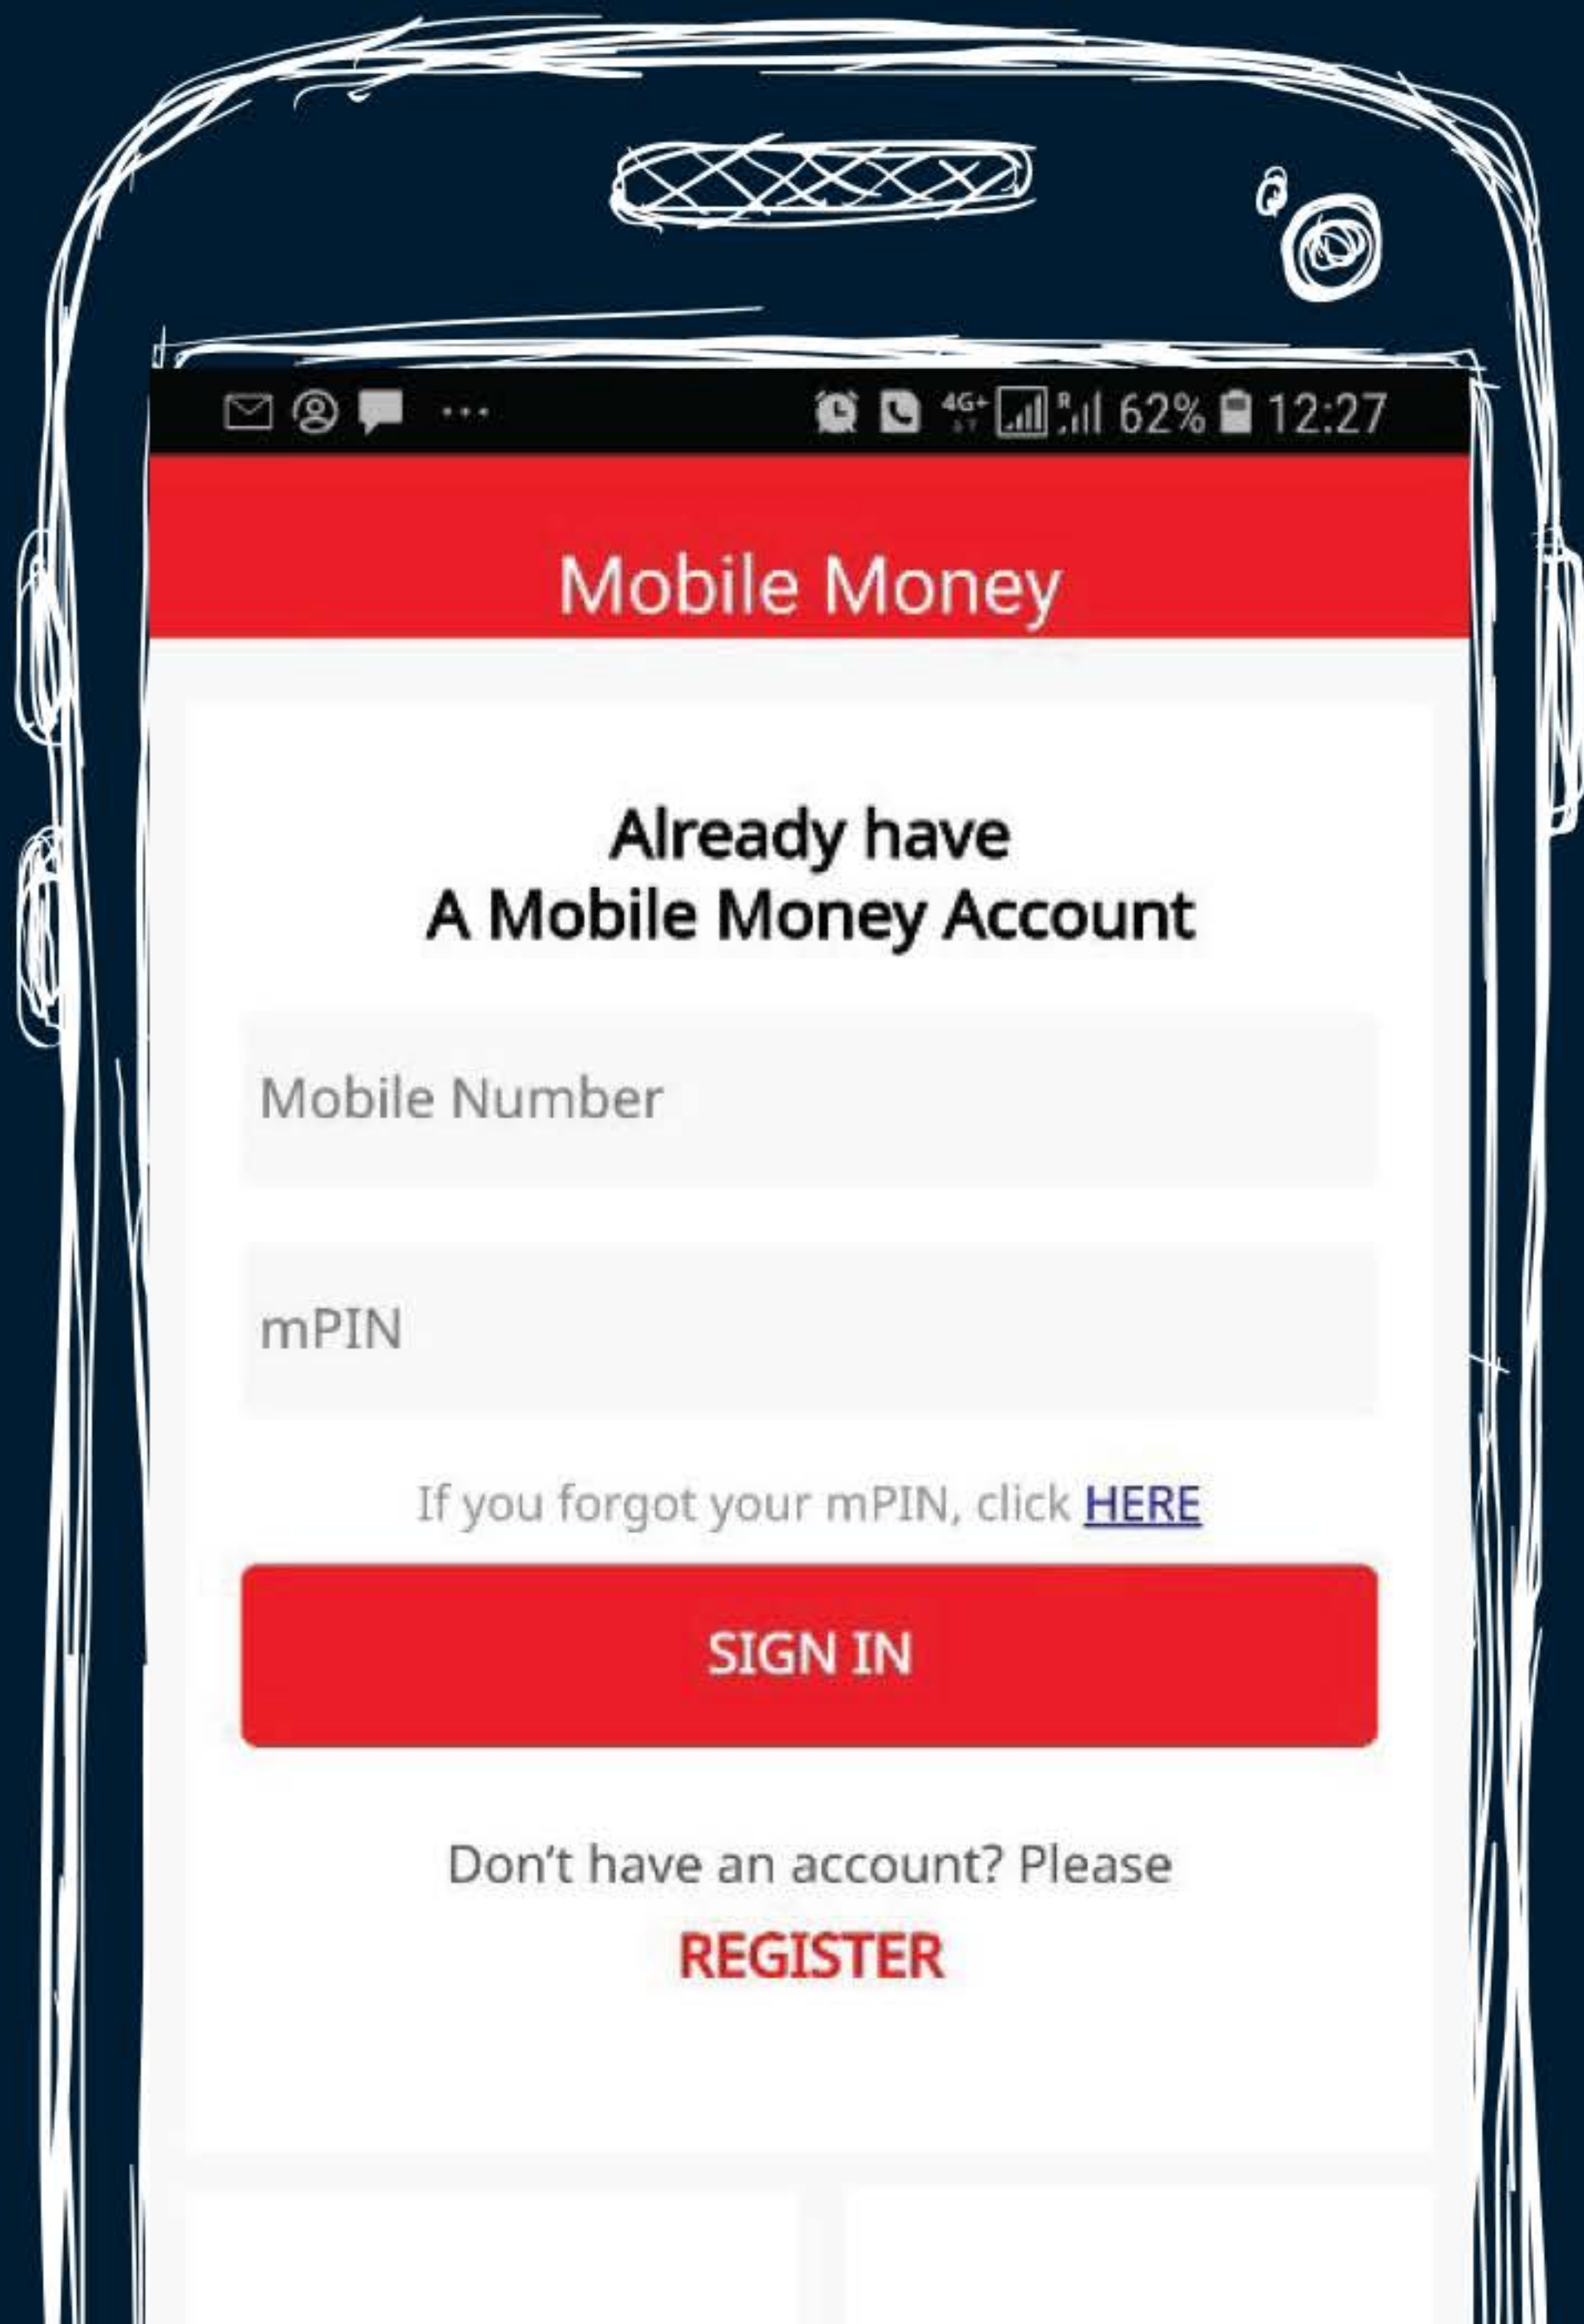 4G+ R 62% 12:27
Mobile Money
Already have
A Mobile Money Account
Mobile Number
mPIN
If you forgot your mPIN, click HERE
SIGN IN
Don't have an account? Please
REGISTER